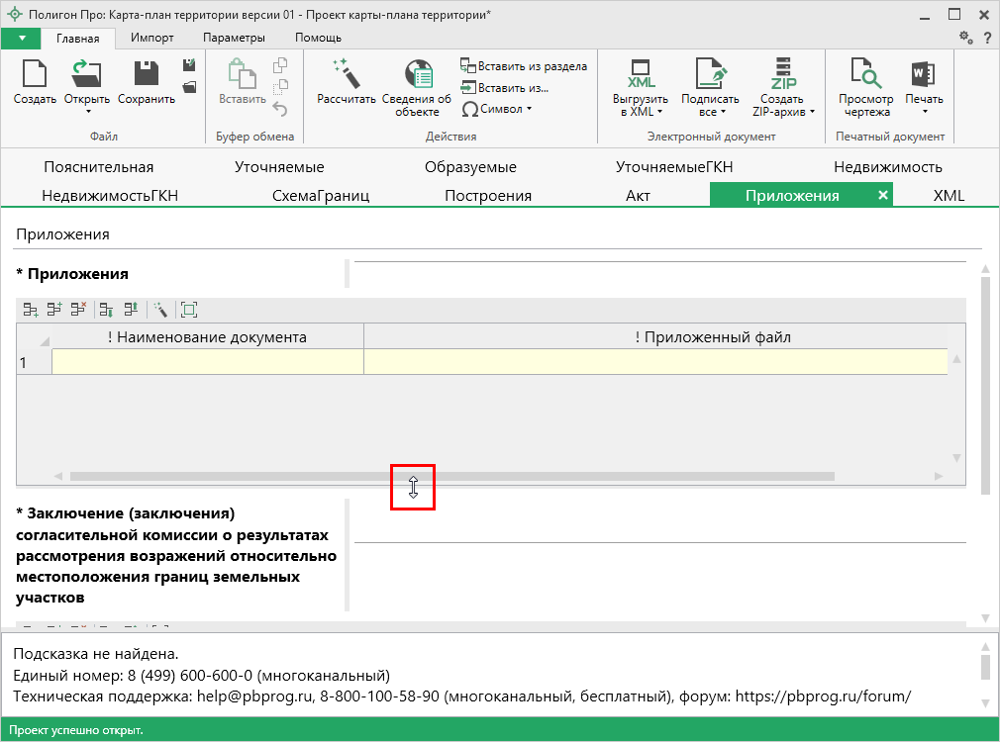 Полигон Про: Карта-план территории версии 01 - Проект карты-плана территории*
Главная Импорт Параметры Помощь
?
Создать Открыть Сохранить
Файл
Вставить
Буфер обмена
Рассчитать Сведения об объекте
Вставить из раздела
Вставить из...
Символ
Действия
XML
Выгрузить в XML
Подписать все
ZIP
Создать ZIP-архив
Электронный документ
Просмотр чертежа
W
Печать
Печатный документ
Пояснительная Уточняемые Образуемые УточняемыеГКН Недвижимость
НедвижимостьГКН СхемаГраниц Построения Акт Приложения XML
Приложения
* Приложения
! Наименование документа ! Приложенный файл
1
* Заключение (заключения)
согласительной комиссии о результатах
рассмотрения возражений относительно
местоположения границ земельных
участков
Подсказка не найдена.
Единый номер: 8 (499) 600-600-0 (многоканальный)
Техническая поддержка: help@pbprog.ru, 8-800-100-58-90 (многоканальный, бесплатный), форум: https://pbprog.ru/forum/
Проект успешно открыт.